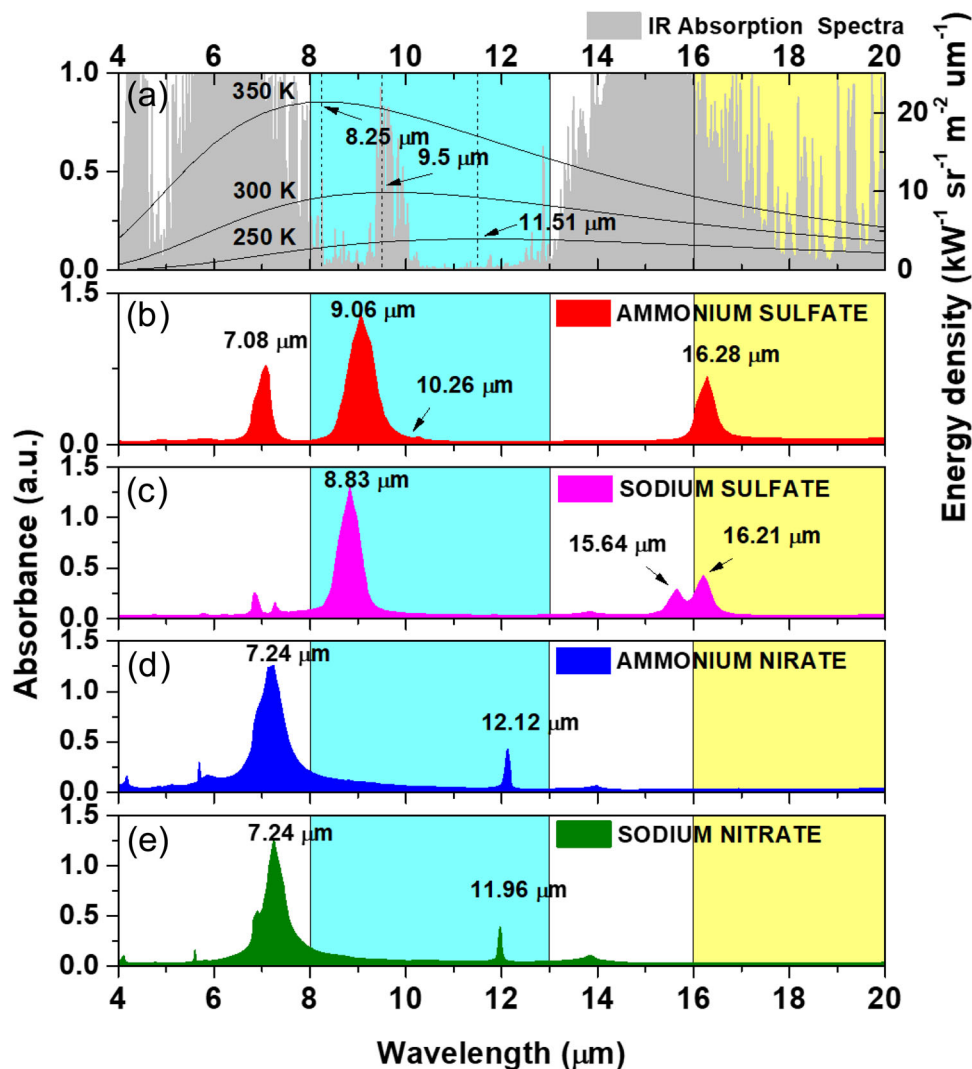 IR Absorption Spectra
4 6 8 10 12 14 16 18 20
(a)
1.0
0.5
0.0
350 K
300 K
250 K
8.25 μm
9.5 μm
11.51 μm
20
10
0
Energy density (kW⁻¹ sr⁻¹ m⁻² um⁻¹)
Absorbance (a.u.)
(b)
1.5
0.0
7.08 μm
9.06 μm
10.26 μm
16.28 μm
AMMONIUM SULFATE
(c)
1.5
1.0
0.5
0.0
8.83 μm
15.64 μm
16.21 μm
SODIUM SULFATE
(d)
1.5
1.0
0.5
0.0
7.24 μm
12.12 μm
AMMONIUM NIRATE
(e)
1.5
1.0
0.5
0.0
7.24 μm
11.96 μm
SODIUM NITRATE
4 6 8 10 12 14 16 18 20
Wavelength (μm)